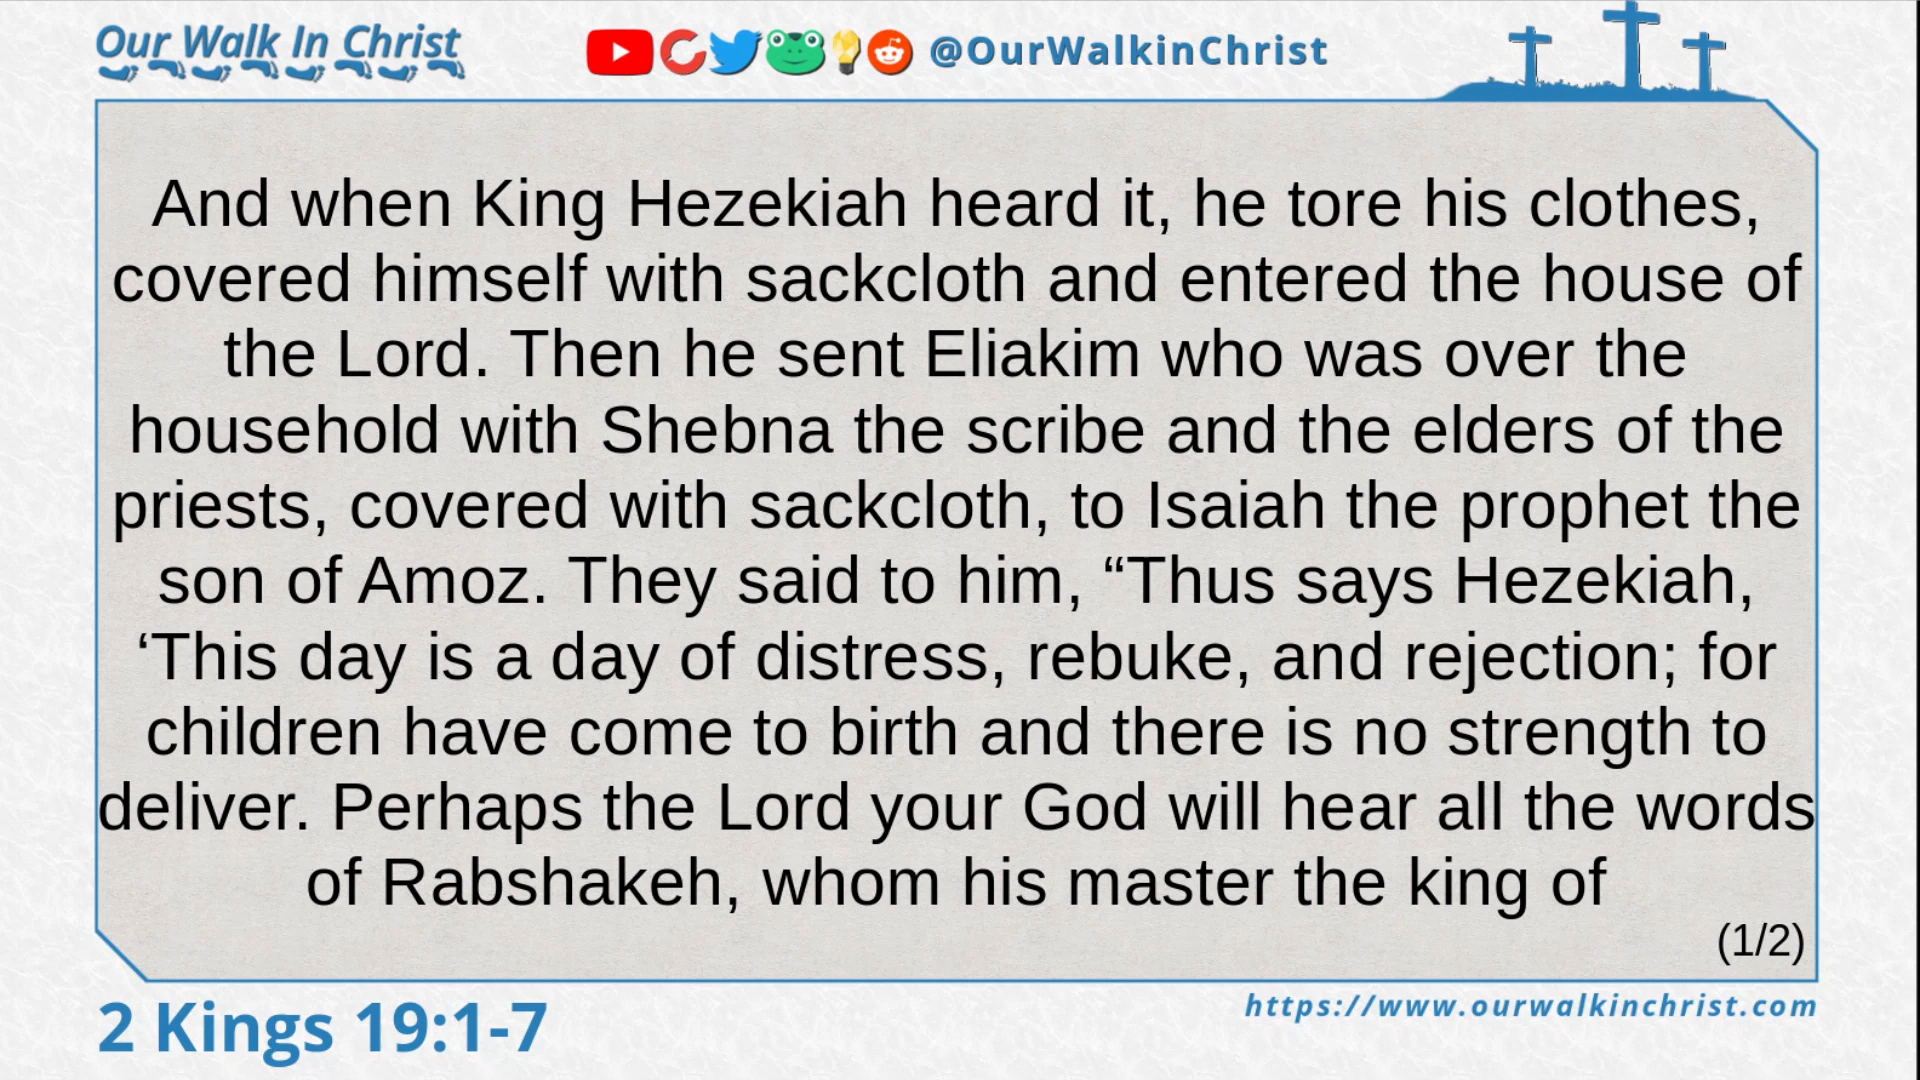 Our Walk In Christ
@OurWalkinChrist
And when King Hezekiah heard it, he tore his clothes,
covered himself with sackcloth and entered the house of
the Lord. Then he sent Eliakim who was over the
household with Shebna the scribe and the elders of the
priests, covered with sackcloth, to Isaiah the prophet the
son of Amoz. They said to him, “Thus says Hezekiah,
‘This day is a day of distress, rebuke, and rejection; for
children have come to birth and there is no strength to
deliver. Perhaps the Lord your God will hear all the words
of Rabshakeh, whom his master the king of
(1/2)
2 Kings 19:1-7
https://www.ourwalkinchrist.com